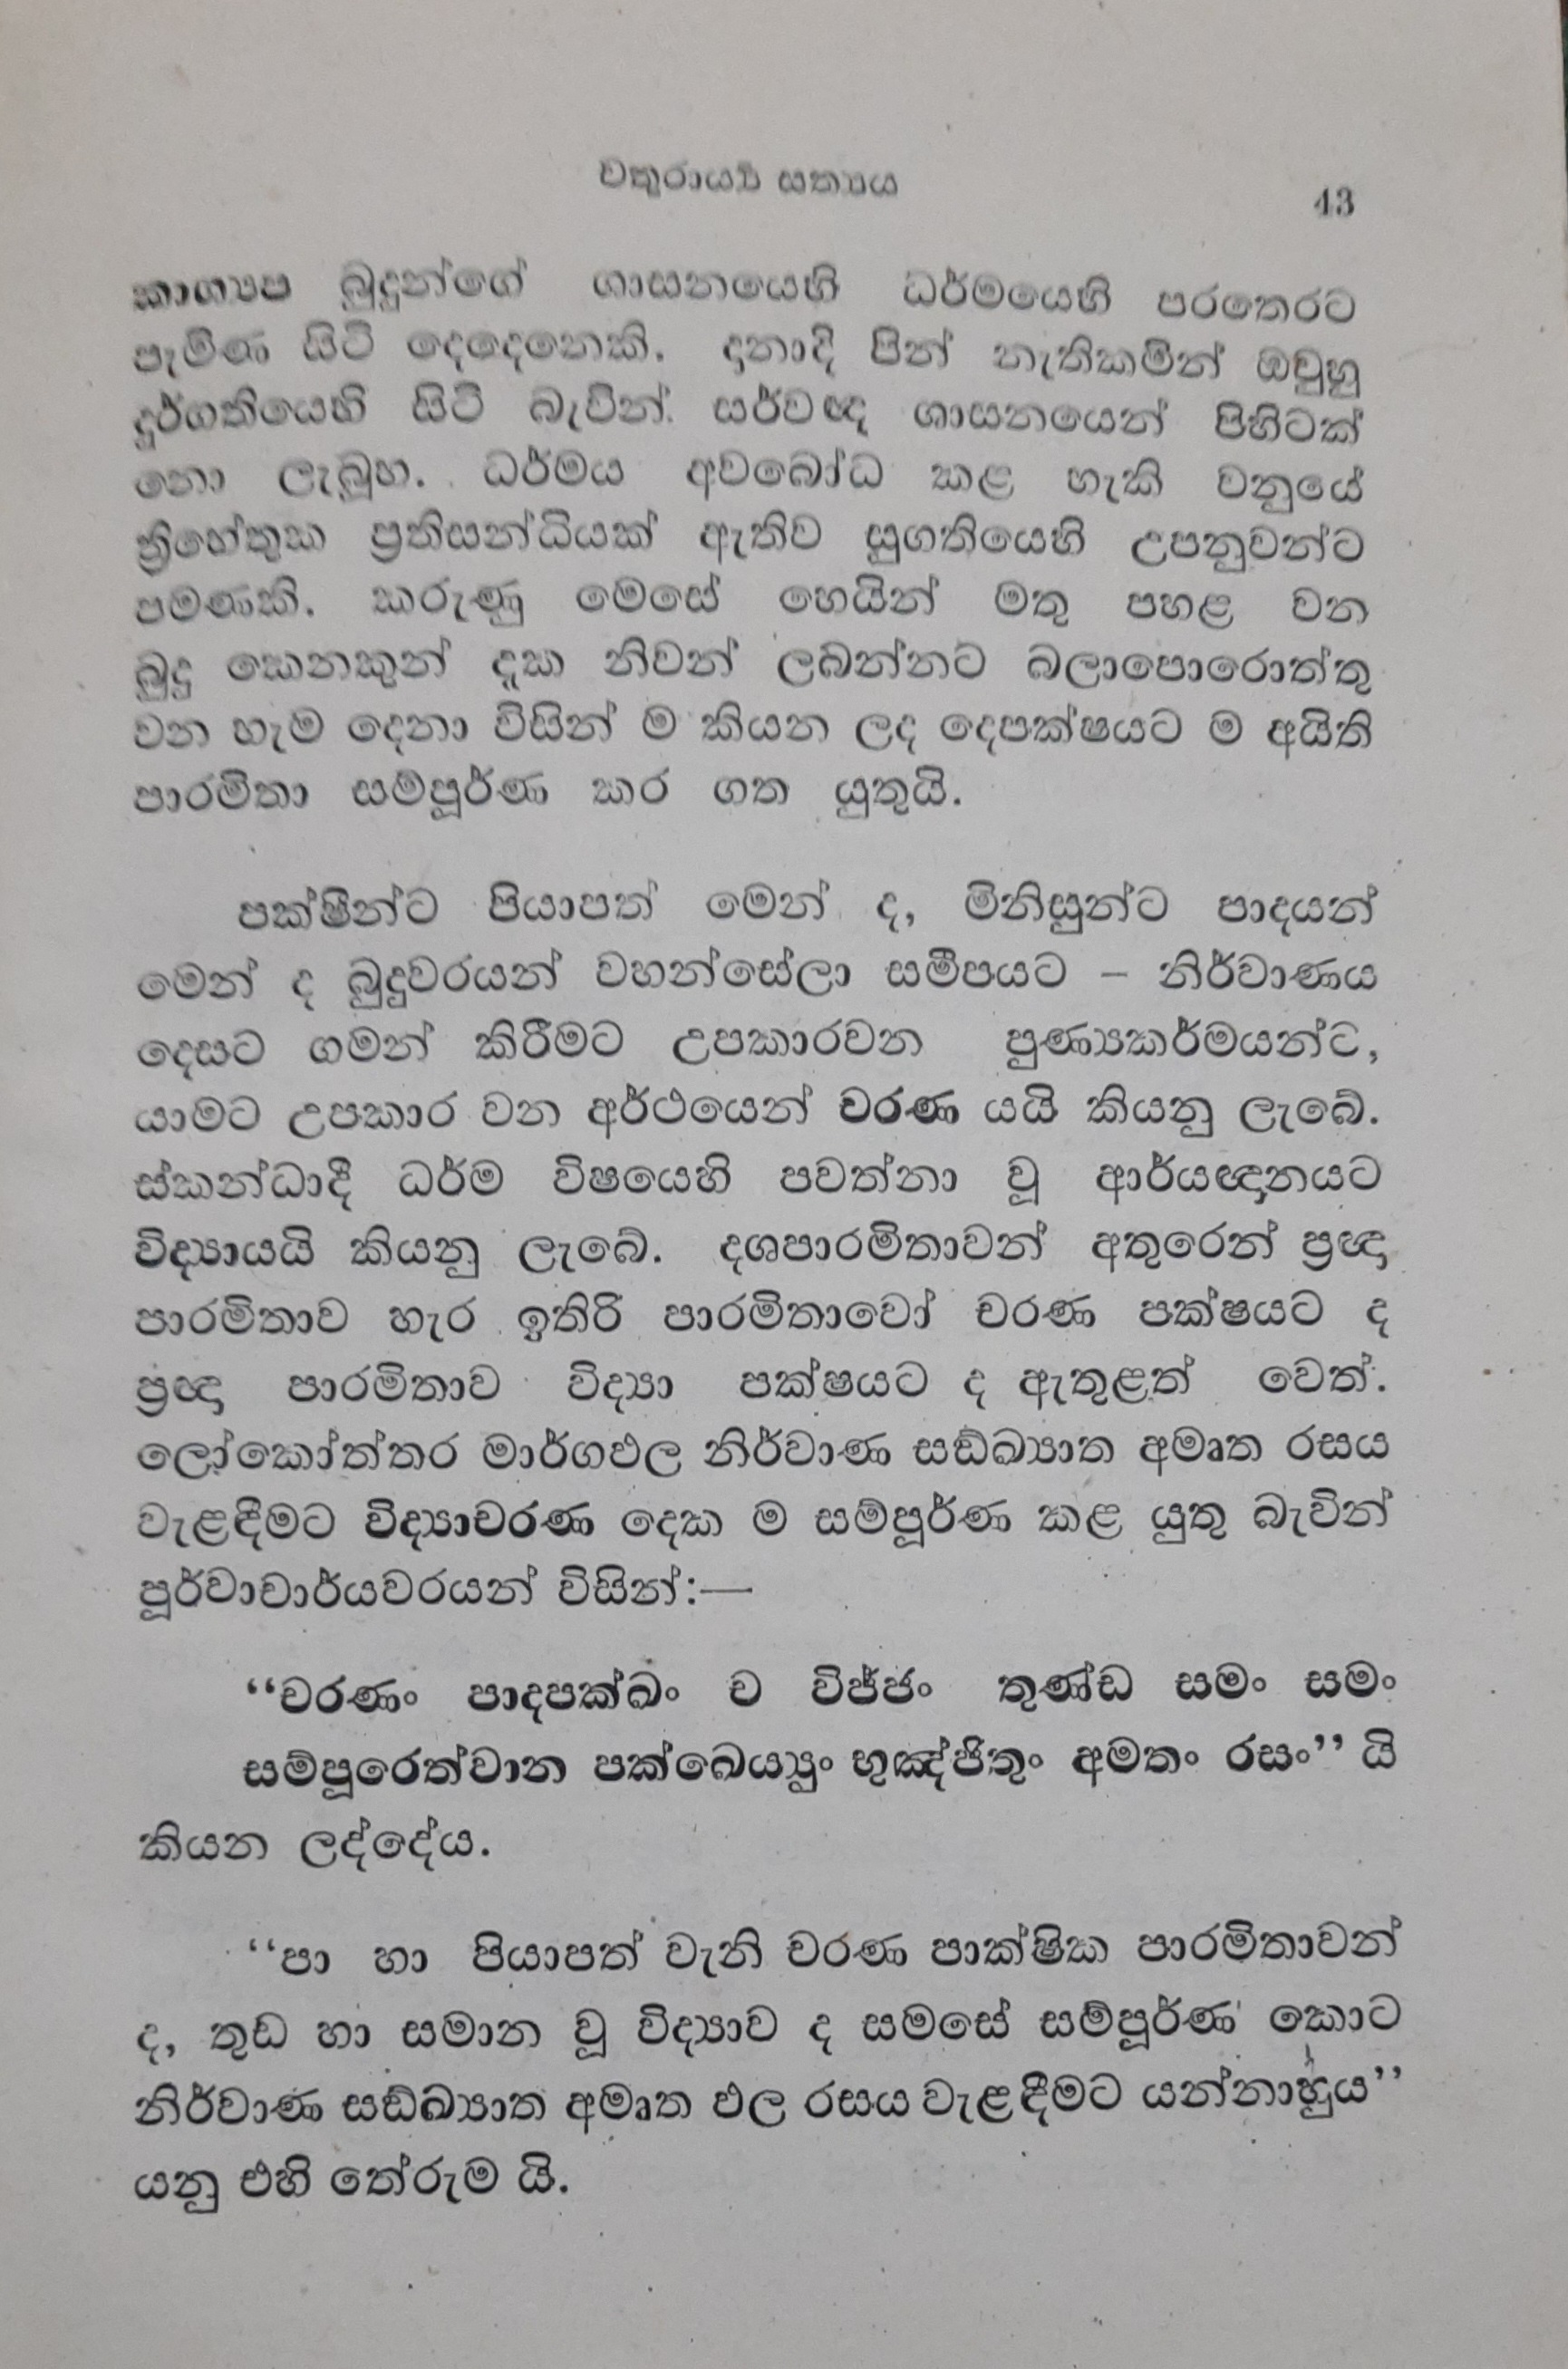 චතුරාර්‍ය්‍ය සත්‍යය
43
කාශ්‍යප බුදුන්ගේ ශාසනයෙහි ධර්මයෙහි පරතෙරට
පැමිණ සිටි දෙදෙනෙකි. දානාදි පින් නැතිකමින් ඔවුහු
දුර්ගතියෙහි සිටි බැවින්. සර්වඥ ශාසනයෙන් පිහිටක්
නො ලැබූහ. ධර්මය අවබෝධ කළ හැකි වනුයේ
ත්‍රිහේතුක ප්‍රතිසන්ධියක් ඇතිව සුගතියෙහි උපනුවන්ට
පමණකි. කරුණු මෙසේ හෙයින් මතු පහළ වන
බුදු කෙනකුන් දැක නිවන් ලබන්නට බලාපොරොත්තු
වන හැම දෙනා විසින් ම කියන ලද දෙපක්ෂයට ම අයිති
පාරමිතා සම්පූර්ණ කර ගත යුතුයි.
පක්ෂීන්ට පියාපත් මෙන් ද, මිනිසුන්ට පාදයන්
මෙන් ද බුදුවරයන් වහන්සේලා සමීපයට – නිර්වාණය
දෙසට ගමන් කිරීමට උපකාරවන පුණ්‍යකර්මයන්ට,
යාමට උපකාර වන අර්ථයෙන් චරණ යයි කියනු ලැබේ.
ස්කන්ධාදී ධර්ම විෂයෙහි පවත්නා වූ ආර්යඥානයට
විද්‍යායයි කියනු ලැබේ. දශපාරමිතාවන් අතුරෙන් ප්‍රඥා
පාරමිතාව හැර ඉතිරි පාරමිතාවෝ චරණ පක්ෂයට ද
ප්‍රඥා පාරමිතාව විද්‍යා පක්ෂයට ද ඇතුළත් වෙත්.
ලෝකෝත්තර මාර්ගඵල නිර්වාණ සඞ්ඛ්‍යාත අමෘත රසය
වැළඳීමට විද්‍යාචරණ දෙක ම සම්පූර්ණ කළ යුතු බැවින්
පූර්වාචාර්යවරයන් විසින්:—
“චරණං පාදපක්ඛං ච විජ්ජං තුණ්ඩ සමං සමං
සම්පූරෙත්වාන පක්ඛෙය්‍යුං භුඤ්ජිතුං අමතං රසං” යි
කියන ලද්දේය.
“පා හා පියාපත් වැනි චරණ පාක්ෂික පාරමිතාවන්
ද, තුඩ හා සමාන වූ විද්‍යාව ද සමසේ සම්පූර්ණ කොට
නිර්වාණ සඞ්ඛ්‍යාත අමෘත ඵල රසය වැළඳීමට යන්නාහුය”
යනු එහි තේරුම යි.